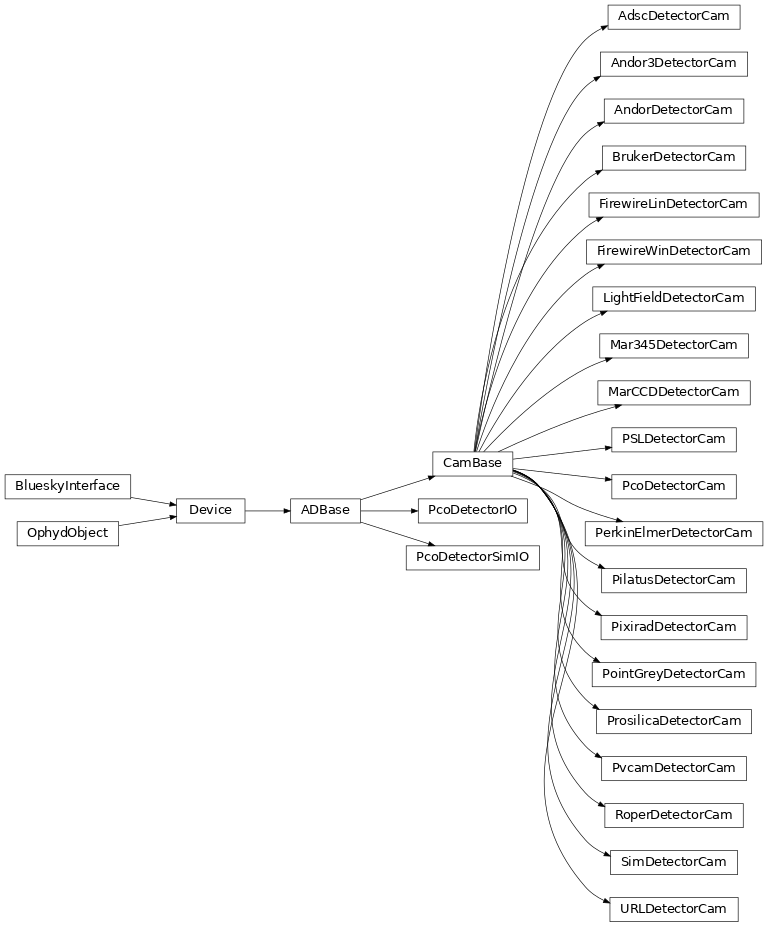 AdscDetectorCam
Andor3DetectorCam
AndorDetectorCam
BrukerDetectorCam
FirewireLinDetectorCam
FirewireWinDetectorCam
LightFieldDetectorCam
Mar345DetectorCam
MarCCDDetectorCam
PSLDetectorCam
CamBase
BlueskyInterface
PcoDetectorCam
Device
ADBase
PcoDetectorIO
OphydObject
PerkinElmerDetectorCam
PcoDetectorSimIO
PilatusDetectorCam
PixiradDetectorCam
PointGreyDetectorCam
ProsilicaDetectorCam
PvcamDetectorCam
RoperDetectorCam
SimDetectorCam
URLDetectorCam